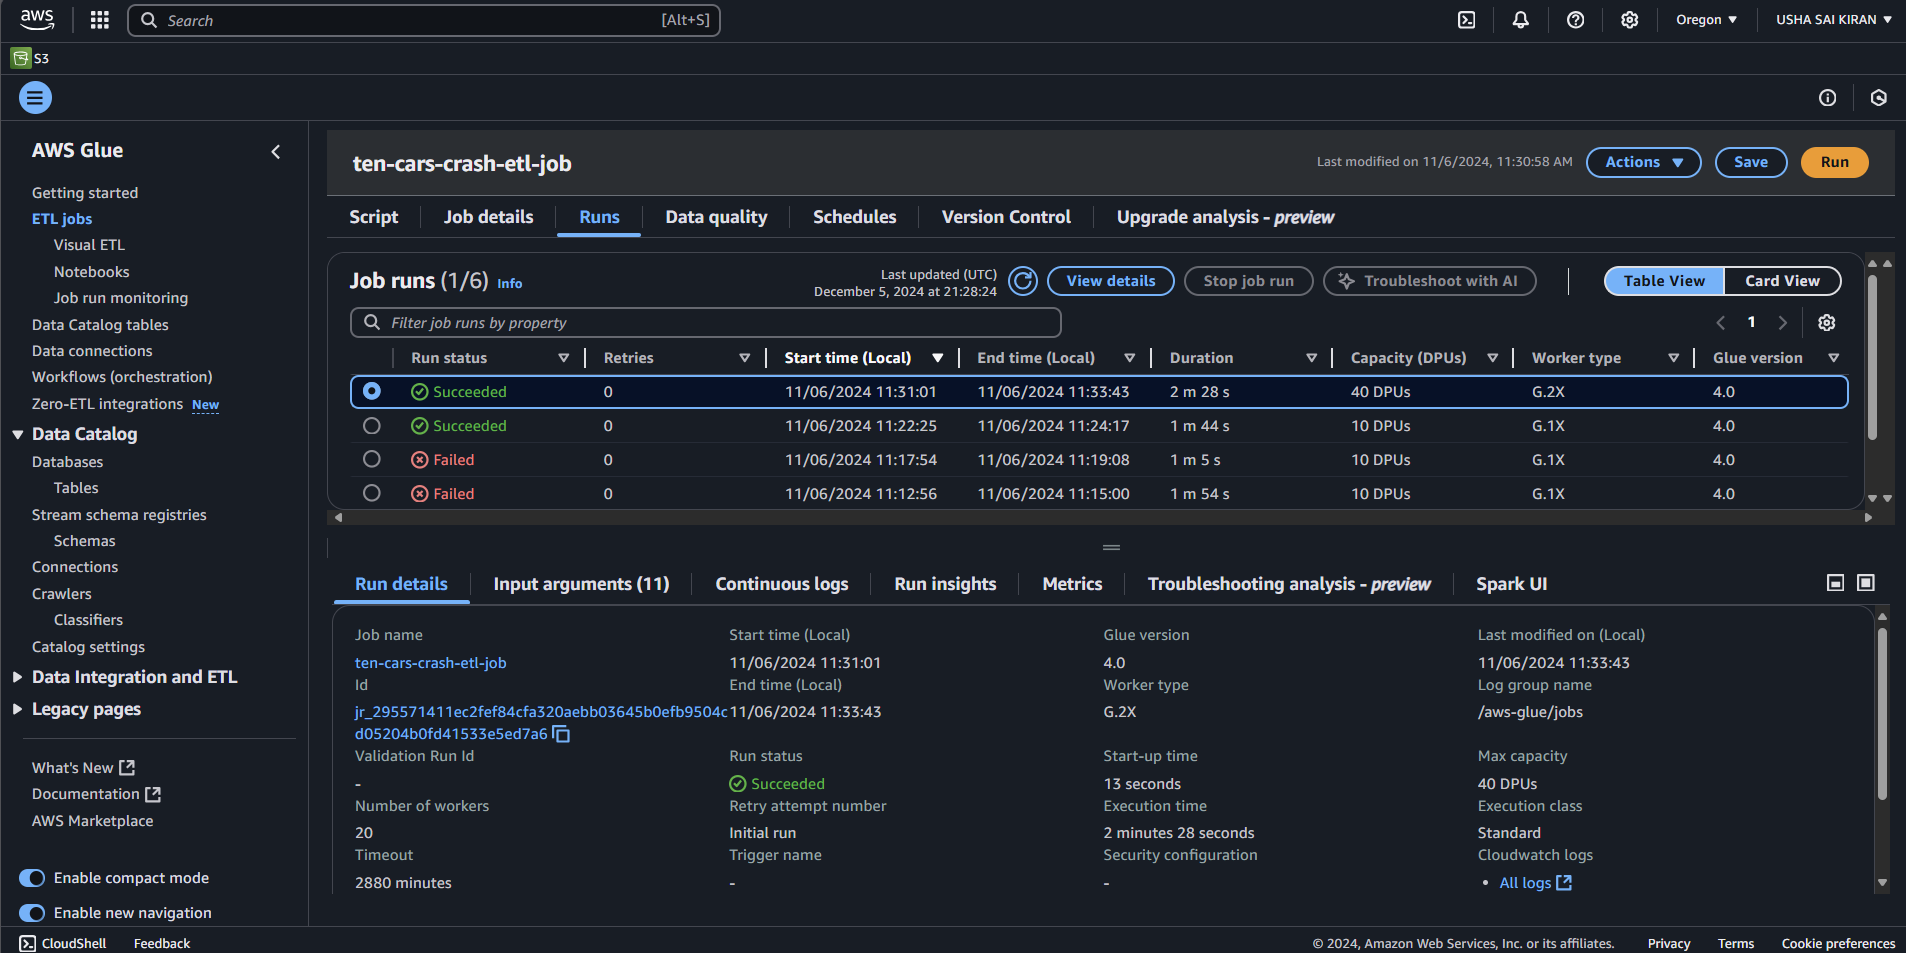 aws
Search [Alt+S]
Oregon ▼
USHA SAI KIRAN ▼
S3
AWS Glue
Getting started
ETL jobs
Visual ETL
Notebooks
Job run monitoring
Data Catalog tables
Data connections
Workflows (orchestration)
Zero-ETL integrations New
Data Catalog
Databases
Tables
Stream schema registries
Schemas
Connections
Crawlers
Classifiers
Catalog settings
Data Integration and ETL
Legacy pages
What's New
Documentation
AWS Marketplace
Enable compact mode
Enable new navigation
ten-cars-crash-etl-job
Last modified on 11/6/2024, 11:30:58 AM
Actions ▼ Save Run
Script Job details Runs Data quality Schedules Version Control Upgrade analysis - preview
Job runs (1/6) Info
Last updated (UTC)
December 5, 2024 at 21:28:24
View details Stop job run Troubleshoot with AI Table View Card View
Filter job runs by property
1
Run status Retries Start time (Local) End time (Local) Duration Capacity (DPUs) Worker type Glue version
Succeeded 0 11/06/2024 11:31:01 11/06/2024 11:33:43 2 m 28 s 40 DPUs G.2X 4.0
Succeeded 0 11/06/2024 11:22:25 11/06/2024 11:24:17 1 m 44 s 10 DPUs G.1X 4.0
Failed 0 11/06/2024 11:17:54 11/06/2024 11:19:08 1 m 5 s 10 DPUs G.1X 4.0
Failed 0 11/06/2024 11:12:56 11/06/2024 11:15:00 1 m 54 s 10 DPUs G.1X 4.0
Run details Input arguments (11) Continuous logs Run insights Metrics Troubleshooting analysis - preview Spark UI
Job name Start time (Local) Glue version Last modified on (Local)
ten-cars-crash-etl-job 11/06/2024 11:31:01 4.0 11/06/2024 11:33:43
Id End time (Local) Worker type Log group name
jr_295571411ec2fef84cfa320aebb03645b0efb9504c 11/06/2024 11:33:43 G.2X /aws-glue/jobs
d05204b0fd41533e5ed7a6
Validation Run Id Run status Start-up time Max capacity
- Succeeded 13 seconds 40 DPUs
Number of workers Retry attempt number Execution time Execution class
20 Initial run 2 minutes 28 seconds Standard
Timeout Trigger name Security configuration Cloudwatch logs
2880 minutes - - • All logs
CloudShell Feedback
© 2024, Amazon Web Services, Inc. or its affiliates. Privacy Terms Cookie preferences